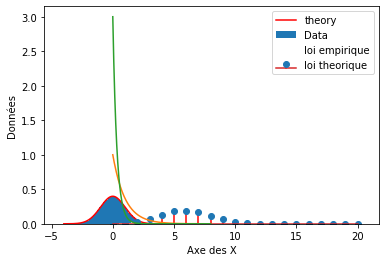 theory
Data
loi empirique
loi theorique
3.0
2.5
2.0
1.5
1.0
0.5
0.0
Données
−5
0
5
10
15
20
Axe des X